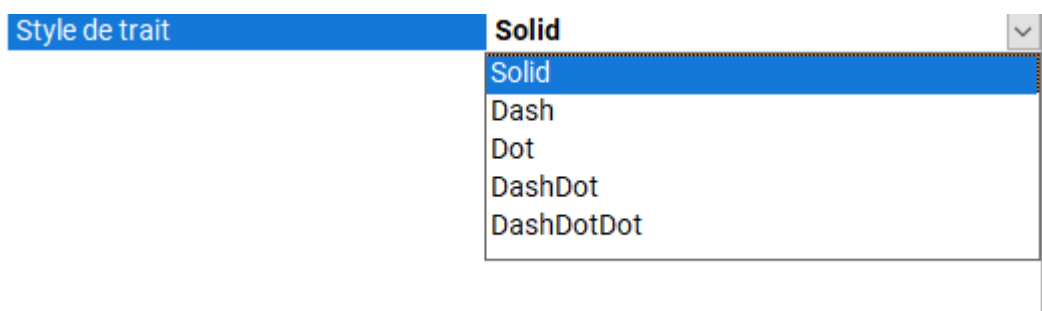 Style de trait Solid
Solid
Dash
Dot
DashDot
DashDotDot